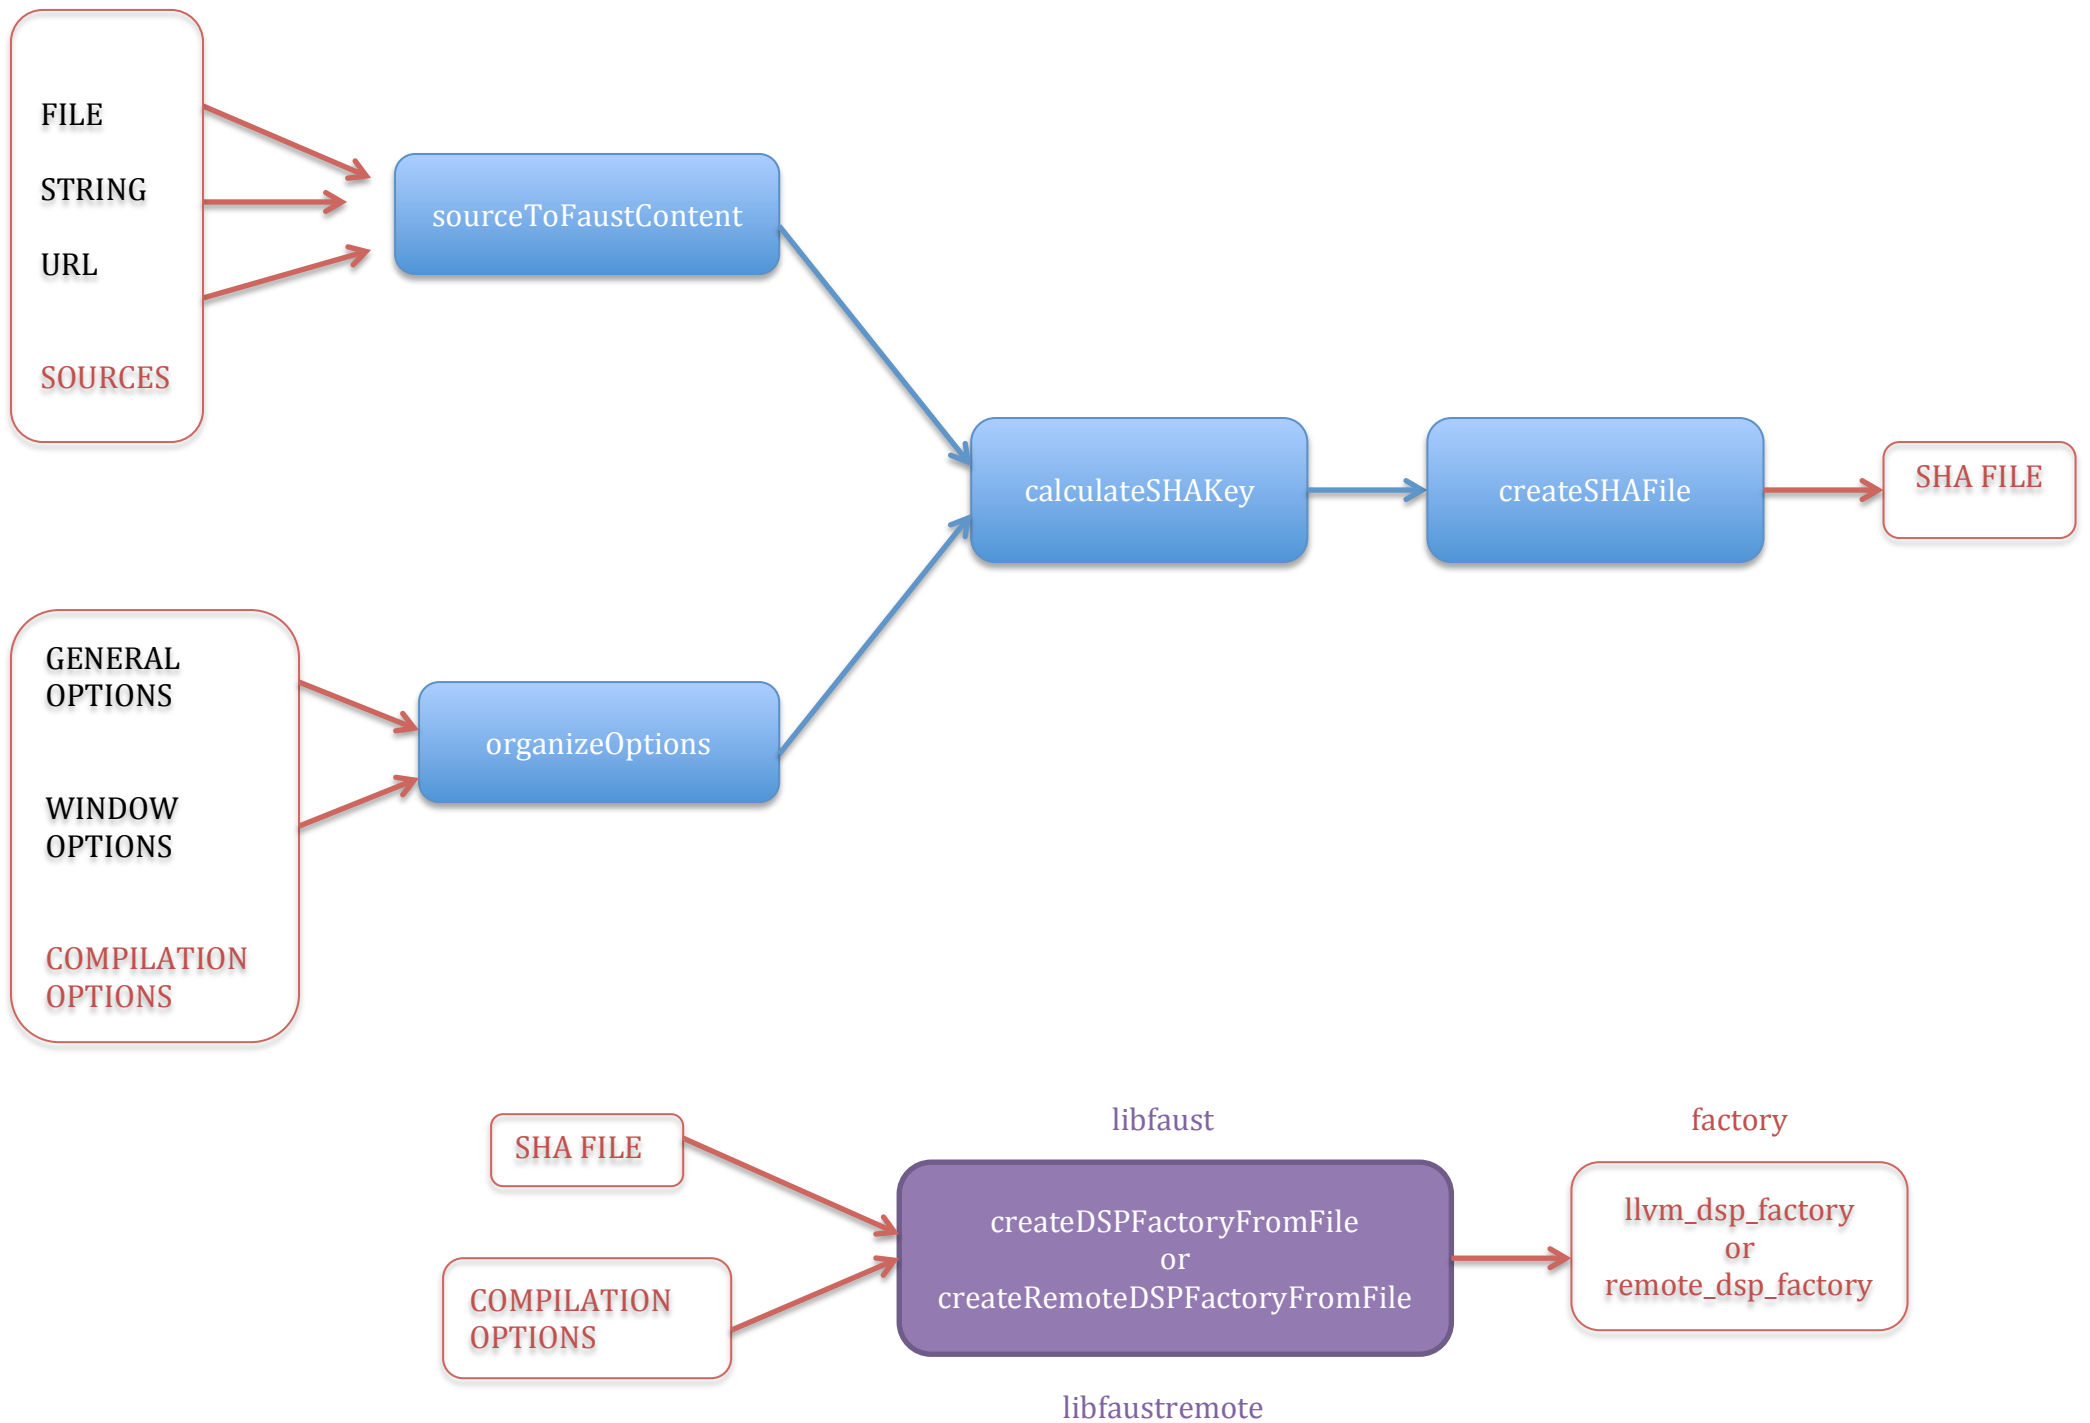 FILE
STRING
URL
SOURCES
sourceToFaustContent
calculateSHAKey
createSHAFile
SHA FILE
GENERAL
OPTIONS
WINDOW
OPTIONS
COMPILATION
OPTIONS
organizeOptions
SHA FILE
COMPILATION
OPTIONS
libfaust
createDSPFactoryFromFile
or
createRemoteDSPFactoryFromFile
libfaustremote
factory
llvm_dsp_factory
or
remote_dsp_factory